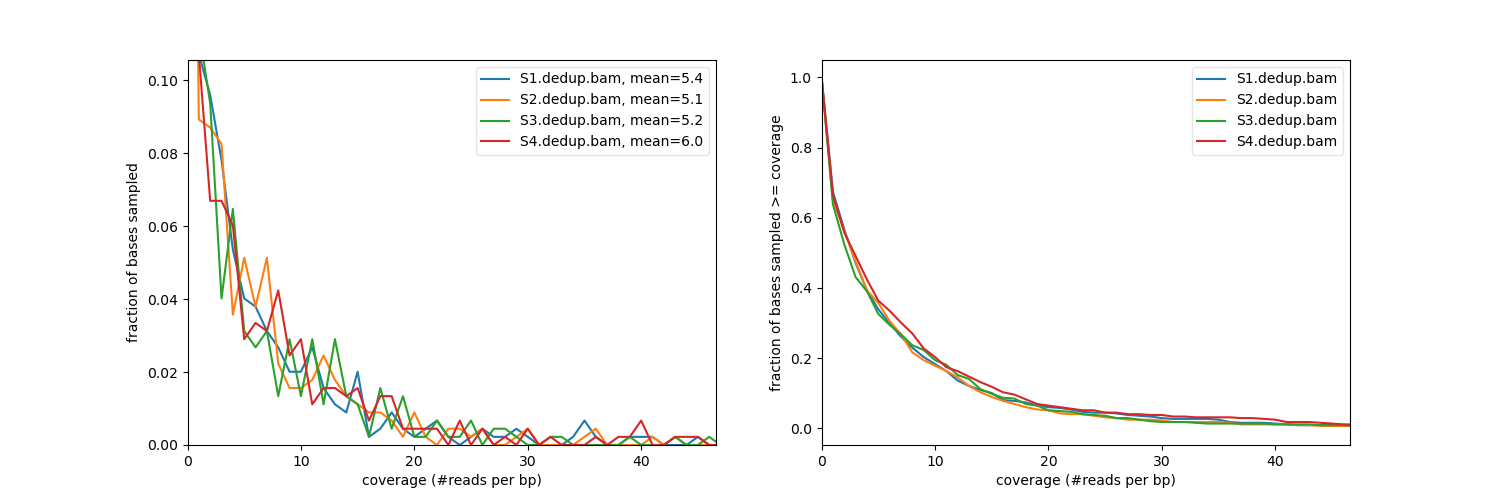 S1.dedup.bam, mean=5.4
S2.dedup.bam, mean=5.1
S3.dedup.bam, mean=5.2
S4.dedup.bam, mean=6.0
fraction of bases sampled
0.10
0.08
0.06
0.04
0.02
0.00
0 10 20 30 40
coverage (#reads per bp)
S1.dedup.bam
S2.dedup.bam
S3.dedup.bam
S4.dedup.bam
fraction of bases sampled >= coverage
1.0
0.8
0.6
0.4
0.2
0.0
0 10 20 30 40
coverage (#reads per bp)